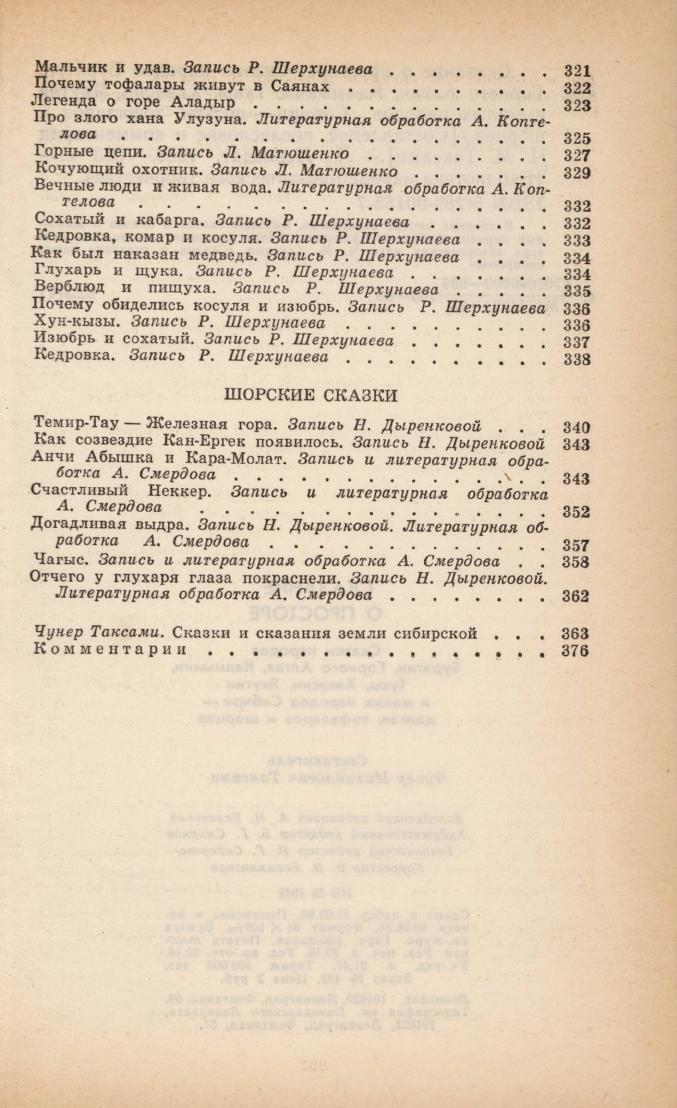 Мальчик и удав. Запись Р. Шерхунаева . . . . . . . . 321
Почему тофалары живут в Саянах . . . . . . . . . . 322
Легенда о горе Аладыр . . . . . . . . . . . . . . 323
Про злого хана Улузуна. Литературная обработка А. Копте-
лова . . . . . . . . . . . . . . . . . . . . 325
Горные цепи. Запись Л. Матюшенко . . . . . . . . . 327
Кочующий охотник. Запись Л. Матюшенко . . . . . . . 329
Вечные люди и живая вода. Литературная обработка А. Коп-
телова . . . . . . . . . . . . . . . . . . . 332
Сохатый и кабарга. Запись Р. Шерхунаева . . . . . . 332
Кедровка, комар и косуля. Запись Р. Шерхунаева . . . . 333
Как был наказан медведь. Запись Р. Шерхунаева . . . . 334
Глухарь и щука. Запись Р. Шерхунаева . . . . . . . 334
Верблюд и пищуха. Запись Р. Шерхунаева . . . . . 335
Почему обиделись косуля и изюбрь. Запись Р. Шерхунаева 336
Хун-кызы. Запись Р. Шерхунаева . . . . . . . . . . 336
Изюбрь и сохатый. Запись Р. Шерхунаева . . . . . . . 337
Кедровка. Запись Р. Шерхунаева . . . . . . . . . . 338
ШОРСКИЕ СКАЗКИ
Темир-Тау — Железная гора. Запись Н. Дыренковой . . . 340
Как созвездие Кан-Ергек появилось. Запись Н. Дыренковой 343
Анчи Абышка и Кара-Молат. Запись и литературная обра-
ботка А. Смердова . . . . . . . . . . . . . . 343
Счастливый Неккер. Запись и литературная обработка
А. Смердова . . . . . . . . . . . . . . . . 352
Догадливая выдра. Запись Н. Дыренковой. Литературная об-
работка А. Смердова . . . . . . . . . . . . . 357
Чагыс. Запись и литературная обработка А. Смердова . . 358
Отчего у глухаря глаза покраснели. Запись Н. Дыренковой.
Литературная обработка А. Смердова . . . . . . . . 362
Чунер Таксами. Сказки и сказания земли сибирской . . . 363
Комментарии . . . . . . . . . . . . . . . . 376